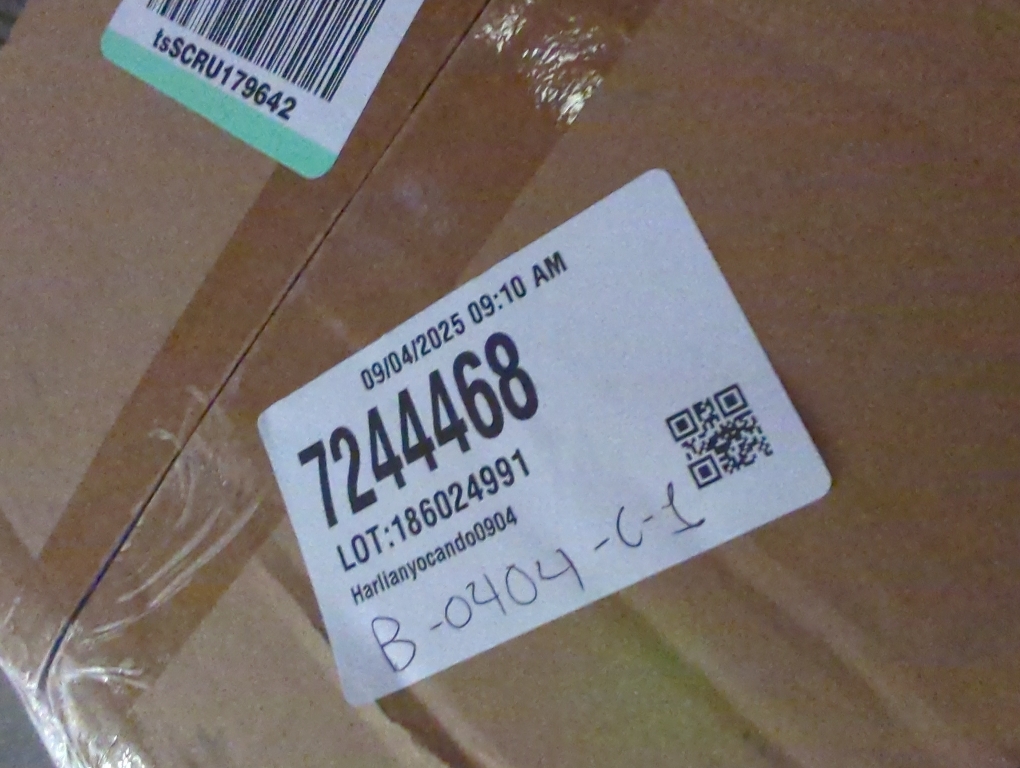 tsSCRU179642
09/04/2025 09:10 AM
7244468
LOT:186024991
Harlianyocando0904
B-0404-C-1